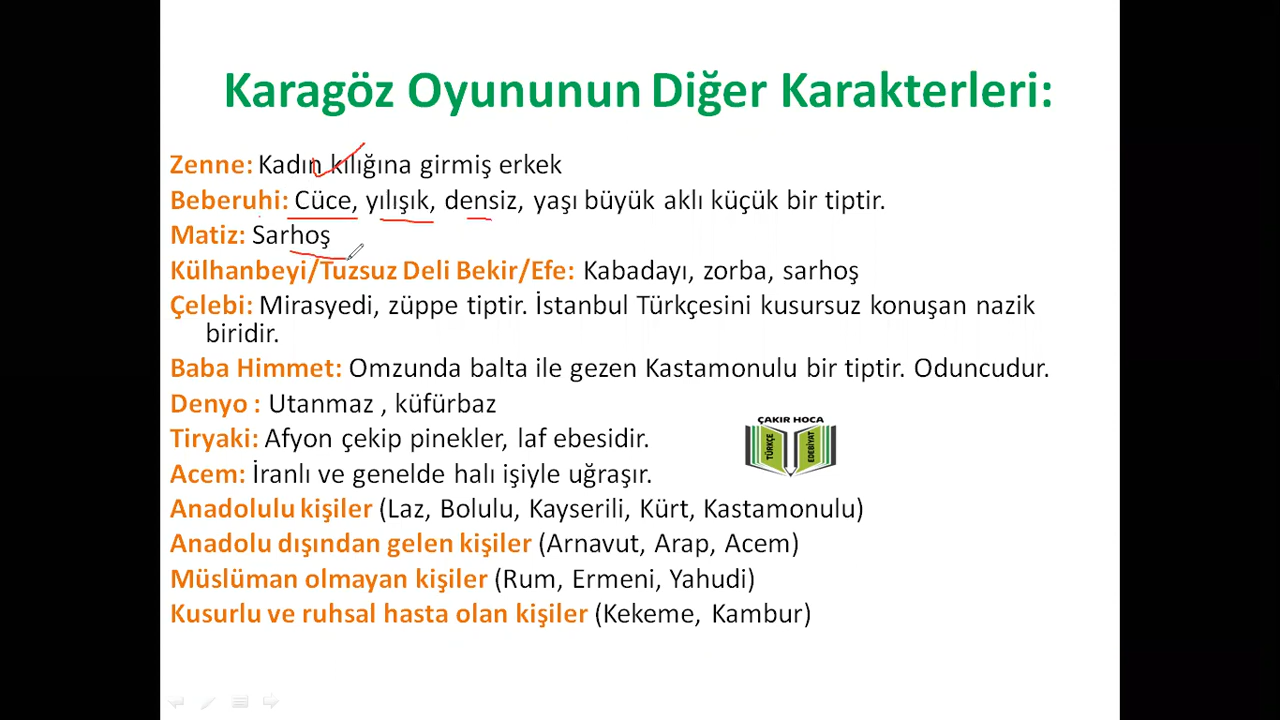 Karagöz Oyununun Diğer Karakterleri:
Zenne: Kadın kılığına girmiş erkek
Beberuhi: Cüce, yılışık, densiz, yaşı büyük aklı küçük bir tiptir.
Matiz: Sarhoş
Külhanbeyi/Tuzsuz Deli Bekir/Efe: Kabadayı, zorba, sarhoş
Çelebi: Mirasyedi, züppe tiptir. İstanbul Türkçesini kusursuz konuşan nazik
biridir.
Baba Himmet: Omzunda balta ile gezen Kastamonulu bir tiptir. Oduncudur.
Denyo : Utanmaz , küfürbaz
Tiryaki: Afyon çekip pinekler, laf ebesidir.
Acem: İranlı ve genelde halı işiyle uğraşır.
Anadolulu kişiler (Laz, Bolulu, Kayserili, Kürt, Kastamonulu)
Anadolu dışından gelen kişiler (Arnavut, Arap, Acem)
Müslüman olmayan kişiler (Rum, Ermeni, Yahudi)
Kusurlu ve ruhsal hasta olan kişiler (Kekeme, Kambur)
ÇAKIR HOCA
TÜRKÇE
EDEBİYAT